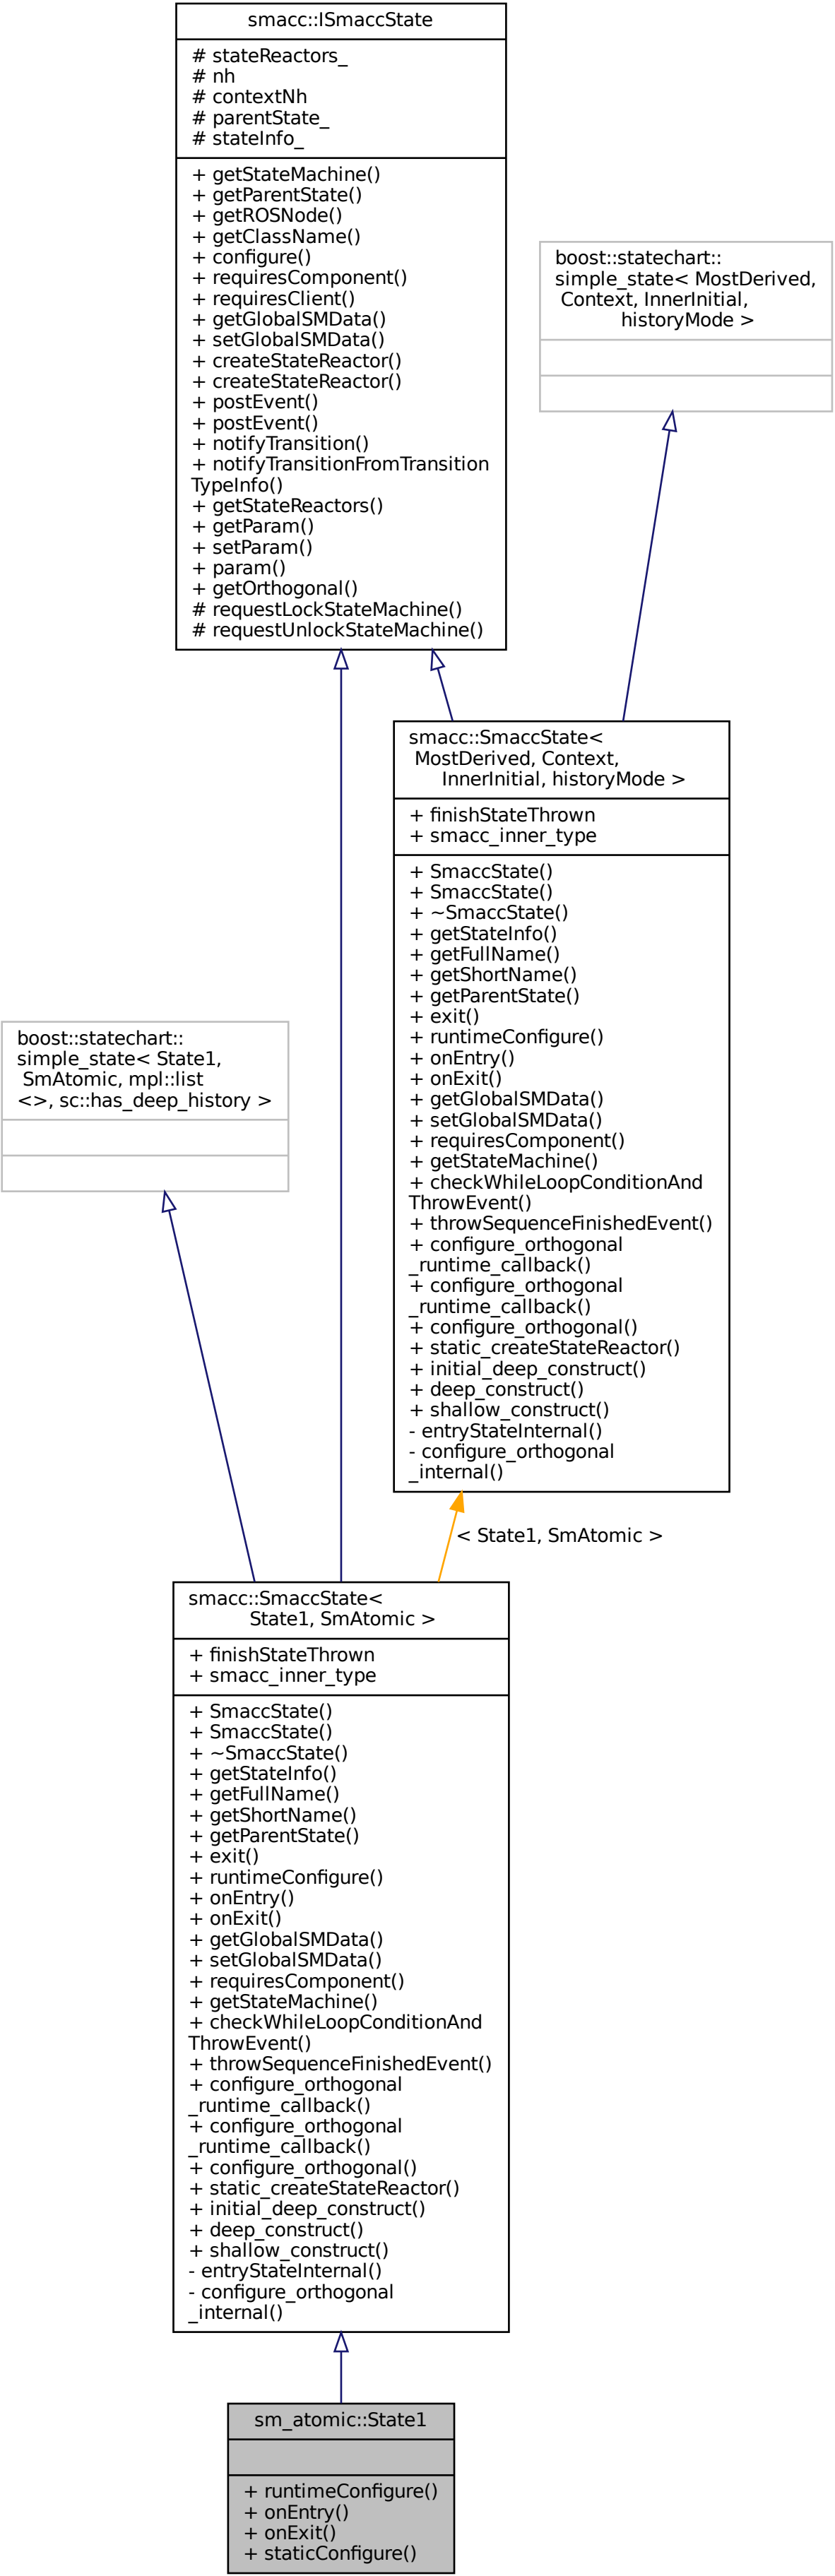 smacc::ISmaccState
# stateReactors_
# nh
# contextNh
# parentState_
# stateInfo_
+ getStateMachine()
+ getParentState()
+ getROSNode()
+ getClassName()
+ configure()
+ requiresComponent()
+ requiresClient()
+ getGlobalSMData()
+ setGlobalSMData()
+ createStateReactor()
+ createStateReactor()
+ postEvent()
+ postEvent()
+ notifyTransition()
+ notifyTransitionFromTransition
TypeInfo()
+ getStateReactors()
+ getParam()
+ setParam()
+ param()
+ getOrthogonal()
# requestLockStateMachine()
# requestUnlockStateMachine()
boost::statechart::
simple_state< MostDerived,
Context, InnerInitial,
historyMode >
smacc::SmaccState<
MostDerived, Context,
InnerInitial, historyMode >
+ finishStateThrown
+ smacc_inner_type
+ SmaccState()
+ SmaccState()
+ ~SmaccState()
+ getStateInfo()
+ getFullName()
+ getShortName()
+ getParentState()
+ exit()
+ runtimeConfigure()
+ onEntry()
+ onExit()
+ getGlobalSMData()
+ setGlobalSMData()
+ requiresComponent()
+ getStateMachine()
+ checkWhileLoopConditionAnd
ThrowEvent()
+ throwSequenceFinishedEvent()
+ configure_orthogonal
_runtime_callback()
+ configure_orthogonal
_runtime_callback()
+ configure_orthogonal()
+ static_createStateReactor()
+ initial_deep_construct()
+ deep_construct()
+ shallow_construct()
- entryStateInternal()
- configure_orthogonal
_internal()
boost::statechart::
simple_state< State1,
SmAtomic, mpl::list
<>, sc::has_deep_history >
< State1, SmAtomic >
smacc::SmaccState<
State1, SmAtomic >
+ finishStateThrown
+ smacc_inner_type
+ SmaccState()
+ SmaccState()
+ ~SmaccState()
+ getStateInfo()
+ getFullName()
+ getShortName()
+ getParentState()
+ exit()
+ runtimeConfigure()
+ onEntry()
+ onExit()
+ getGlobalSMData()
+ setGlobalSMData()
+ requiresComponent()
+ getStateMachine()
+ checkWhileLoopConditionAnd
ThrowEvent()
+ throwSequenceFinishedEvent()
+ configure_orthogonal
_runtime_callback()
+ configure_orthogonal
_runtime_callback()
+ configure_orthogonal()
+ static_createStateReactor()
+ initial_deep_construct()
+ deep_construct()
+ shallow_construct()
- entryStateInternal()
- configure_orthogonal
_internal()
sm_atomic::State1
+ runtimeConfigure()
+ onEntry()
+ onExit()
+ staticConfigure()